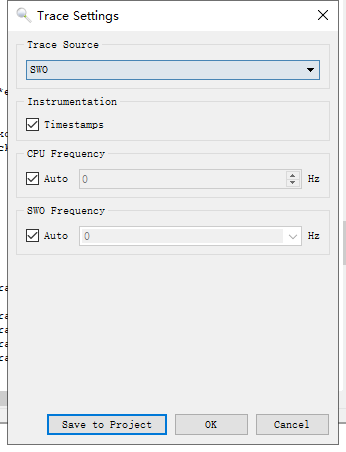 Trace Settings
Trace Source
SWO
Instrumentation
Timestamps
CPU Frequency
Auto 0 Hz
SWO Frequency
Auto 0 Hz
Save to Project OK Cancel